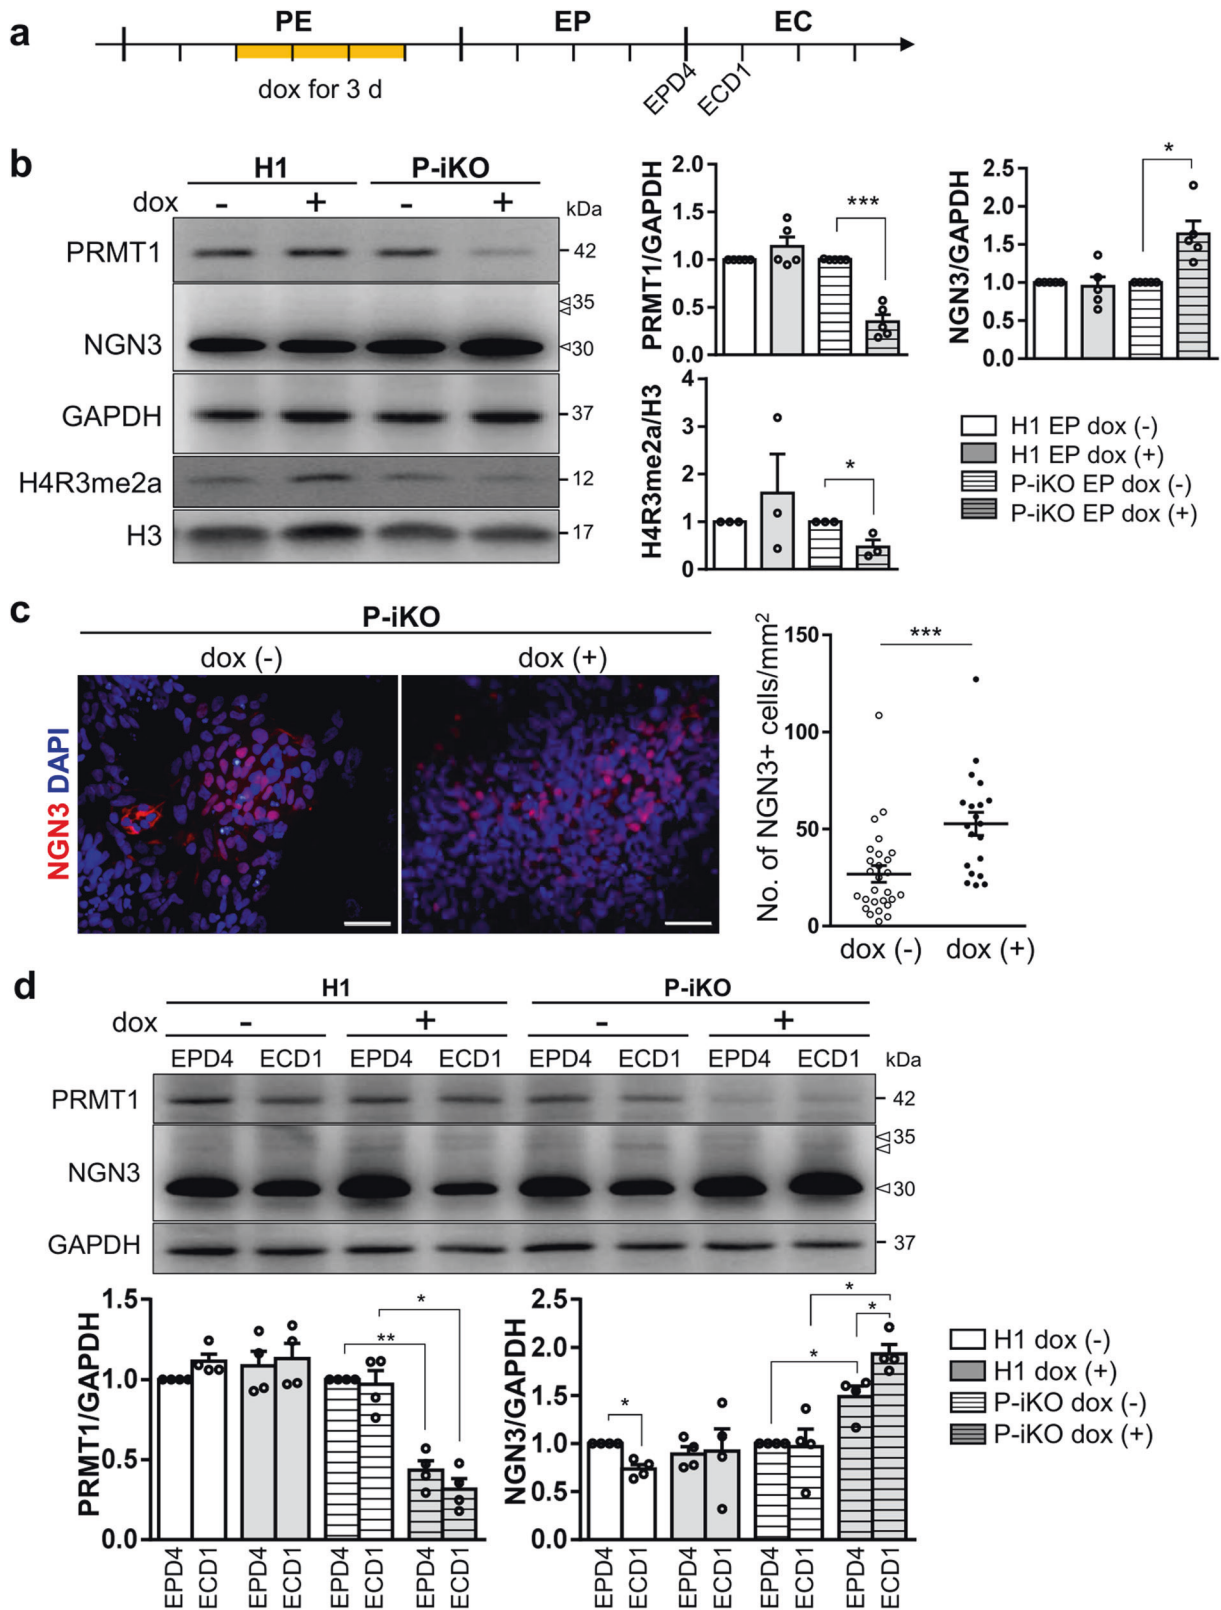 a
PE EP EC
dox for 3 d
EPD4 ECD1
b
H1 P-iKO
dox - + - + kDa
PRMT1 42
NGN3 35
30
GAPDH 37
H4R3me2a 12
H3 17
PRMT1/GAPDH
2.0
1.5
1.0
0.5
0.0
***
NGN3/GAPDH
2.5
2.0
1.5
1.0
0.5
0.0
*
H4R3me2a/H3
4
3
2
1
0
*
H1 EP dox (-)
H1 EP dox (+)
P-iKO EP dox (-)
P-iKO EP dox (+)
c
P-iKO
dox (-) dox (+)
NGN3 DAPI
No. of NGN3+ cells/mm2
150
100
50
0
***
dox (-) dox (+)
d
H1 P-iKO
dox - + - +
EPD4 ECD1 EPD4 ECD1 EPD4 ECD1 EPD4 ECD1 kDa
PRMT1 42
NGN3 35
30
GAPDH 37
PRMT1/GAPDH
1.5
1.0
0.5
0.0
**
*
EPD4 ECD1 EPD4 ECD1 EPD4 ECD1 EPD4 ECD1
NGN3/GAPDH
2.5
2.0
1.5
1.0
0.5
0.0
*
*
*
*
EPD4 ECD1 EPD4 ECD1 EPD4 ECD1 EPD4 ECD1
H1 dox (-)
H1 dox (+)
P-iKO dox (-)
P-iKO dox (+)